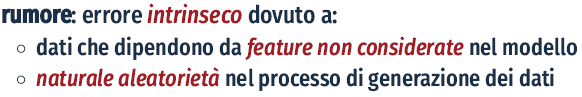 rumore: errore intrinseco dovuto a:
○ dati che dipendono da feature non considerate nel modello
○ naturale aleatorietà nel processo di generazione dei dati